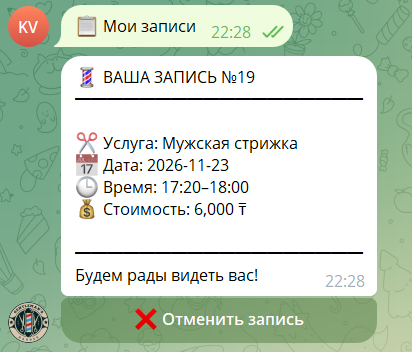 KV
📋 Мои записи
22:28
💈 ВАША ЗАПИСЬ №19
✂️ Услуга: Мужская стрижка
📅 Дата: 2026-11-23
🕒 Время: 17:20–18:00
💰 Стоимость: 6,000 ₸
Будем рады видеть вас!
22:28
❌ Отменить запись